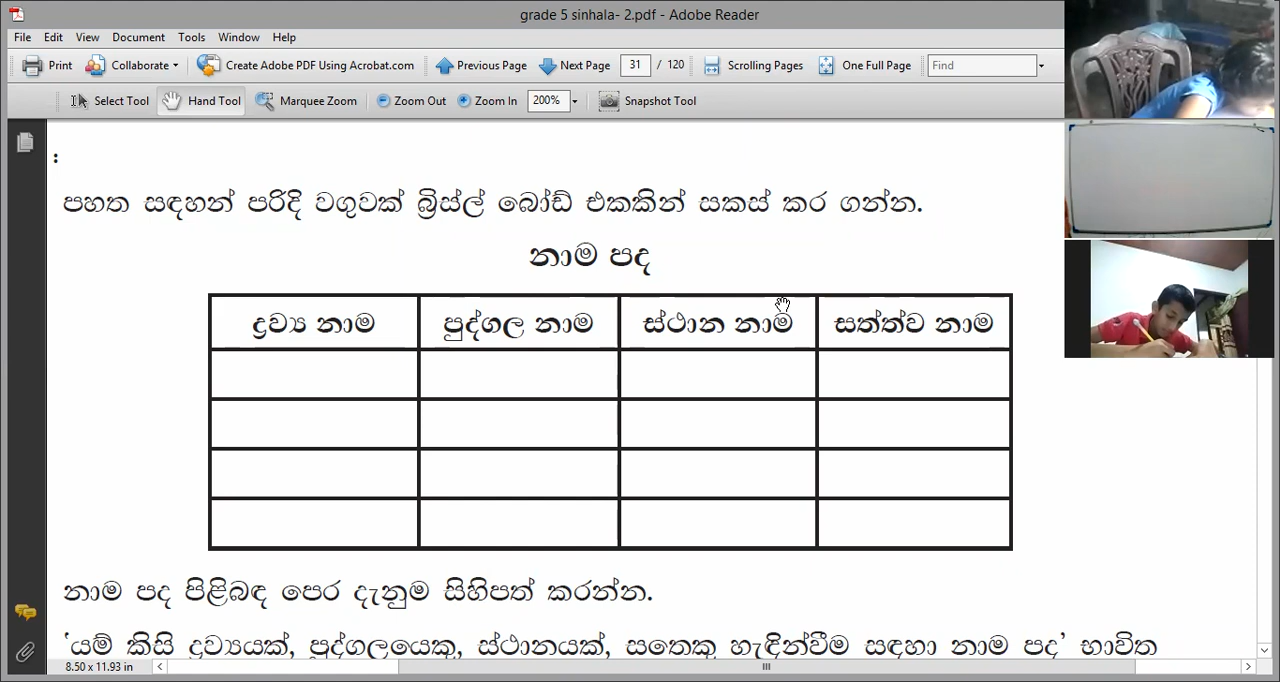 grade 5 sinhala- 2.pdf - Adobe Reader
File Edit View Document Tools Window Help
Print Collaborate Create Adobe PDF Using Acrobat.com Previous Page Next Page 31 / 120 Scrolling Pages One Full Page Find
Select Tool Hand Tool Marquee Zoom Zoom Out Zoom In 200% Snapshot Tool
:
පහත සඳහන් පරිදි වගුවක් බ්‍රිස්ල් බෝඩ් එකකින් සකස් කර ගන්න.
නාම පද
ද්‍රව්‍ය නාම පුද්ගල නාම ස්ථාන නාම සත්ත්ව නාම
නාම පද පිළිබඳ පෙර දැනුම සිහිපත් කරන්න.
'යම් කිසි ද්‍රව්‍යයක්, පුද්ගලයෙකු, ස්ථානයක්, සතෙකු හැඳින්වීම සඳහා නාම පද' භාවිත
8.50 x 11.93 in